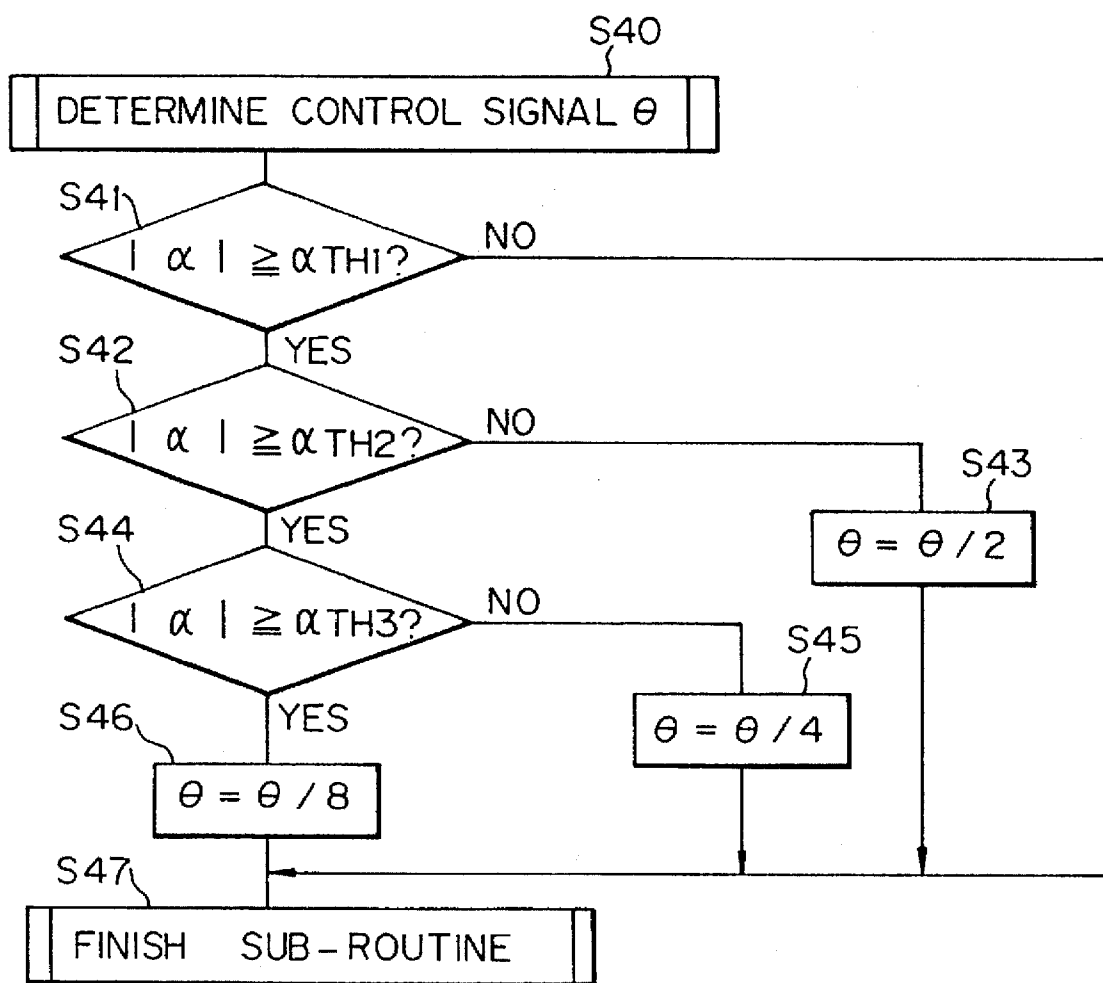 S40
DETERMINE CONTROL SIGNAL θ
S41
| α | ≧ αTH1?
NO
YES
S42
| α | ≧ αTH2?
NO
S43
θ = θ / 2
YES
S44
| α | ≧ αTH3?
NO
S45
θ = θ / 4
YES
S46
θ = θ / 8
S47
FINISH SUB-ROUTINE